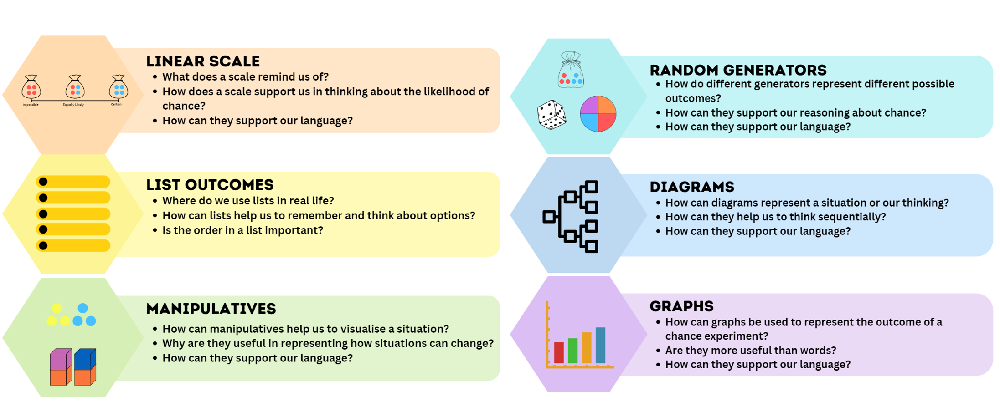 LINEAR SCALE
• What does a scale remind us of?
• How does a scale support us in thinking about the likelihood of
chance?
• How can they support our language?
Impossible
Equally Likely
Certain
LIST OUTCOMES
• Where do we use lists in real life?
• How can lists help us to remember and think about options?
• Is the order in a list important?
MANIPULATIVES
• How can manipulatives help us to visualise a situation?
• Why are they useful in representing how situations can change?
• How can they support our language?
RANDOM GENERATORS
• How do different generators represent different possible
outcomes?
• How can they support our reasoning about chance?
• How can they support our language?
DIAGRAMS
• How can diagrams represent a situation or our thinking?
• How can they help us to think sequentially?
• How can they support our language?
GRAPHS
• How can graphs be used to represent the outcome of a
chance experiment?
• Are they more useful than words?
• How can they support our language?